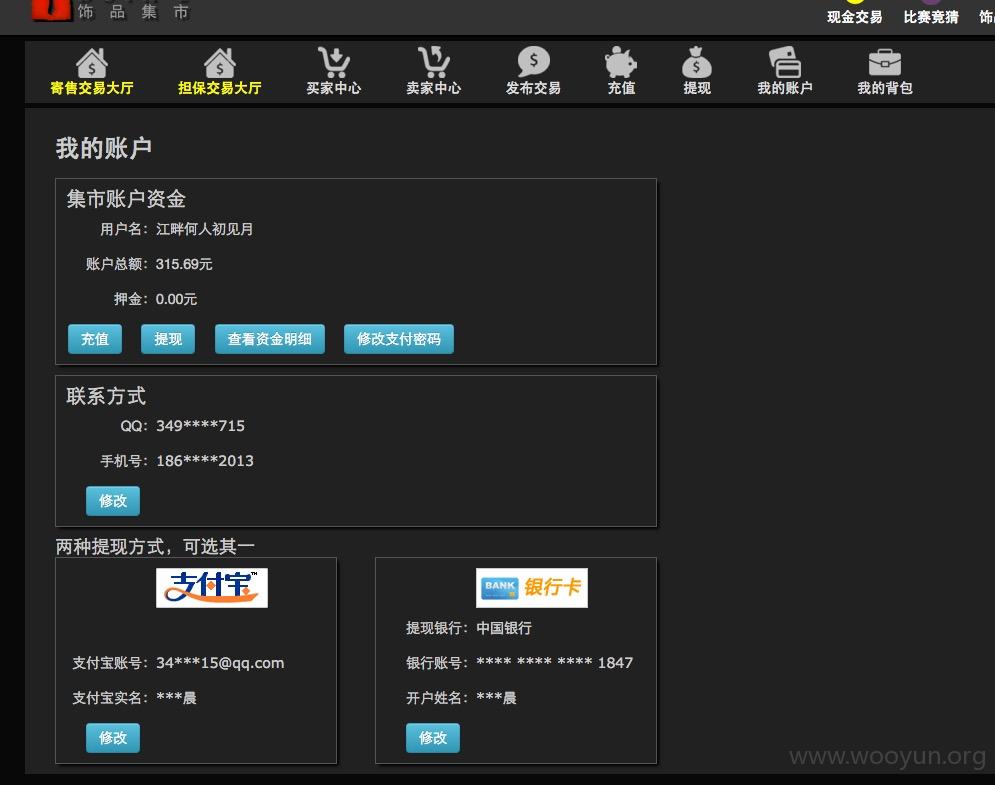 饰品集市
现金交易 比赛竞猜 饰
寄售交易大厅 担保交易大厅 买家中心 卖家中心 发布交易 充值 提现 我的账户 我的背包
我的账户
集市账户资金
用户名：江畔何人初见月
账户总额：315.69元
押金：0.00元
充值 提现 查看资金明细 修改支付密码
联系方式
QQ：349****715
手机号：186****2013
修改
两种提现方式，可选其一
支付宝™ BANK 银行卡
提现银行：中国银行
支付宝账号：34***15@qq.com 银行账号：**** **** **** 1847
支付宝实名：***晨 开户姓名：***晨
修改 修改
www.wooyun.org